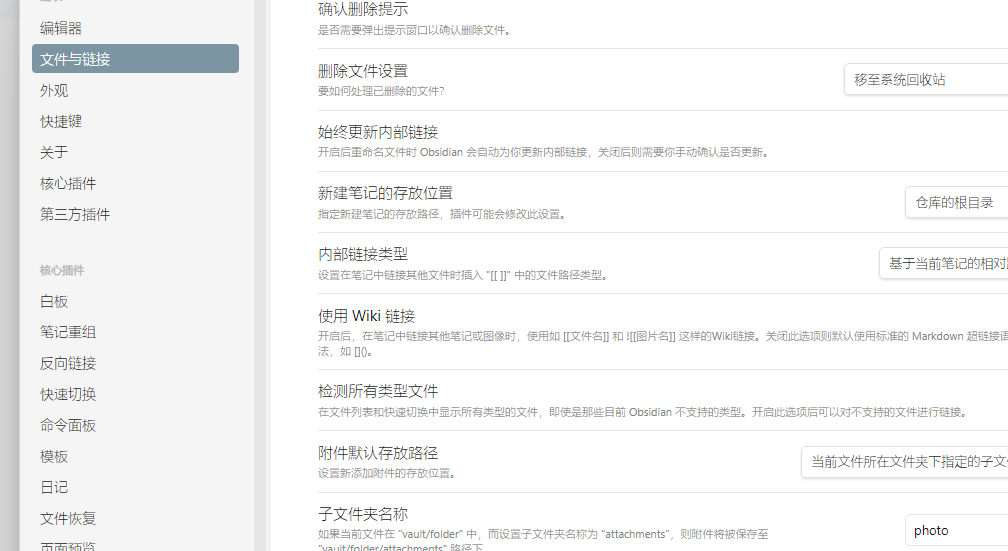 编辑器
文件与链接
外观
快捷键
关于
核心插件
第三方插件
核心插件
白板
笔记重组
反向链接
快速切换
命令面板
模板
日记
文件恢复
页面预览
确认删除提示
是否需要弹出提示窗口以确认删除文件。
删除文件设置
要如何处理已删除的文件?
移至系统回收站
始终更新内部链接
开启后重命名文件时 Obsidian 会自动为你更新内部链接，关闭后则需要你手动确认是否更新。
新建笔记的存放位置
指定新建笔记的存放路径，插件可能会修改此设置。
仓库的根目录
内部链接类型
设置在笔记中链接其他文件时插入 "[[ ]]" 中的文件路径类型。
基于当前笔记的相对
使用 Wiki 链接
开启后，在笔记中链接其他笔记或图像时，使用如 [[文件名]] 和 ![[图片名]] 这样的Wiki链接。关闭此选项则默认使用标准的 Markdown 超链接语
法，如 []()。
检测所有类型文件
在文件列表和快速切换中显示所有类型的文件，即使是那些目前 Obsidian 不支持的类型。开启此选项后可以对不支持的文件进行链接。
附件默认存放路径
设置新添加附件的存放位置。
当前文件所在文件夹下指定的子文
子文件夹名称
如果当前文件在 "vault/folder" 中，而设置子文件夹名称为 "attachments"，则附件将被保存至
"vault/folder/attachments" 路径下
photo